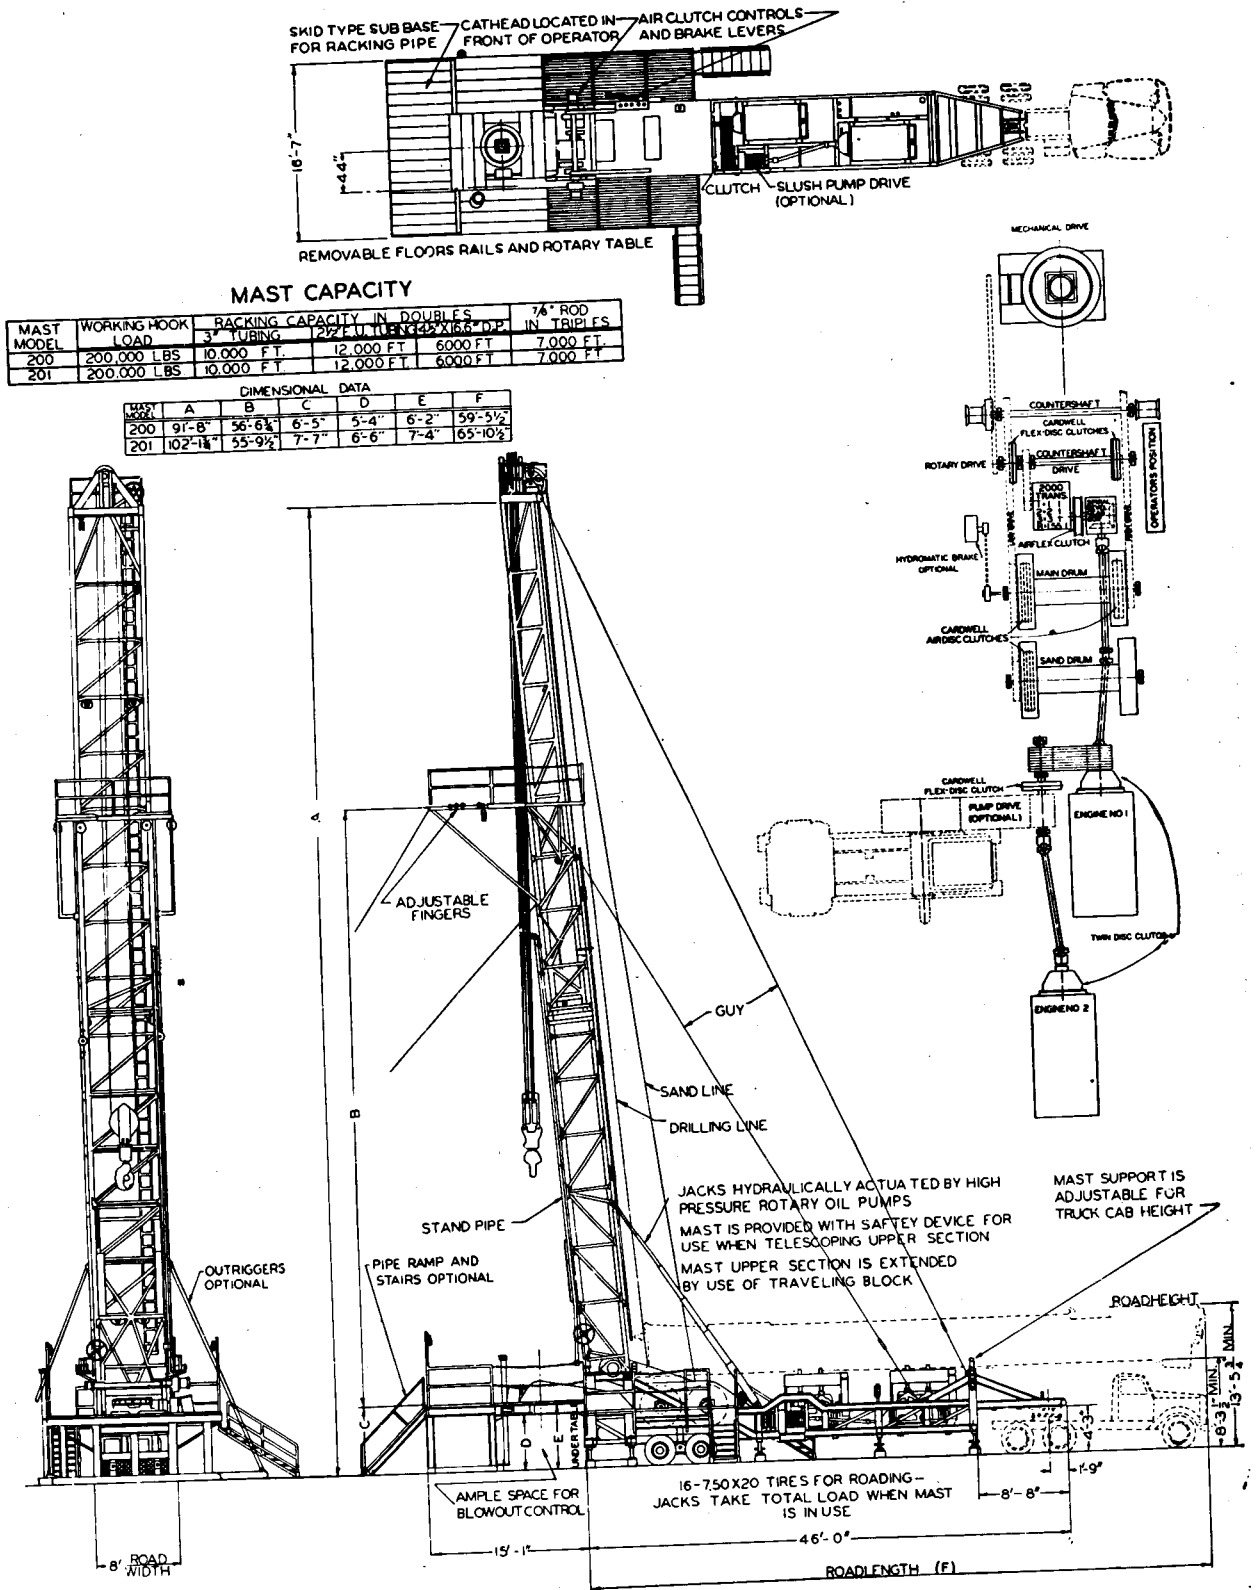 SKID TYPE SUB BASE
FOR RACKING PIPE
CATHEAD LOCATED IN
FRONT OF OPERATOR
AIR CLUTCH CONTROLS
AND BRAKE LEVERS
16'-7"
44"
CLUTCH
SLUSH PUMP DRIVE
(OPTIONAL)
REMOVABLE FLOORS RAILS AND ROTARY TABLE
MECHANICAL DRIVE
MAST CAPACITY
MAST MODEL WORKING HOOK LOAD RACKING CAPACITY IN DOUBLES 7/8" ROD IN TRIPLES
3" TUBING 2½" E.U. TUBING 4½" X 16.6" D.P.
200 200,000 LBS 10,000 FT. 12,000 FT 6000 FT 7,000 FT.
201 200,000 LBS 10,000 FT 12,000 FT. 6000 FT 7,000 FT
DIMENSIONAL DATA
MAST MODEL A B C D E F
200 91'-8" 56'-6¾" 6'-5" 5'-4" 6'-2" 59'-5½"
201 102'-1¾" 55'-9½" 7'-7" 6'-6" 7'-4" 65'-10½"
COUNTERSHAFT
CARDWELL
FLEX-DISC CLUTCHES
ROTARY DRIVE
COUNTERSHAFT
DRIVE
OPERATORS POSITION
2000
TRANS.
AIRFLEX CLUTCH
HYDROMATIC BRAKE
OPTIONAL
MAIN DRUM
CARDWELL
AIRDISC CLUTCHES
SAND DRUM
CARDWELL
FLEX-DISC CLUTCH
PUMP DRIVE
(OPTIONAL)
ENGINE NO 1
TWIN DISC CLUTCH
ENGINE NO 2
A
ADJUSTABLE
FINGERS
GUY
B
SAND LINE
DRILLING LINE
JACKS HYDRAULICALLY ACTUATED BY HIGH
PRESSURE ROTARY OIL PUMPS
MAST IS PROVIDED WITH SAFTEY DEVICE FOR
USE WHEN TELESCOPING UPPER SECTION
MAST UPPER SECTION IS EXTENDED
BY USE OF TRAVELING BLOCK
MAST SUPPORT IS
ADJUSTABLE FOR
TRUCK CAB HEIGHT
STAND PIPE
PIPE RAMP AND
STAIRS OPTIONAL
OUTRIGGERS
OPTIONAL
ROADHEIGHT
C
D
E
UNDER TABLE
4'-3"
8'-3½" MIN.
13'-5¾" MIN.
1'-9"
8'-8"
AMPLE SPACE FOR
BLOWOUT CONTROL
16-7.50X20 TIRES FOR ROADING-
JACKS TAKE TOTAL LOAD WHEN MAST
IS IN USE
15'-1"
46'-0"
8' ROAD
WIDTH
ROADLENGTH (F)